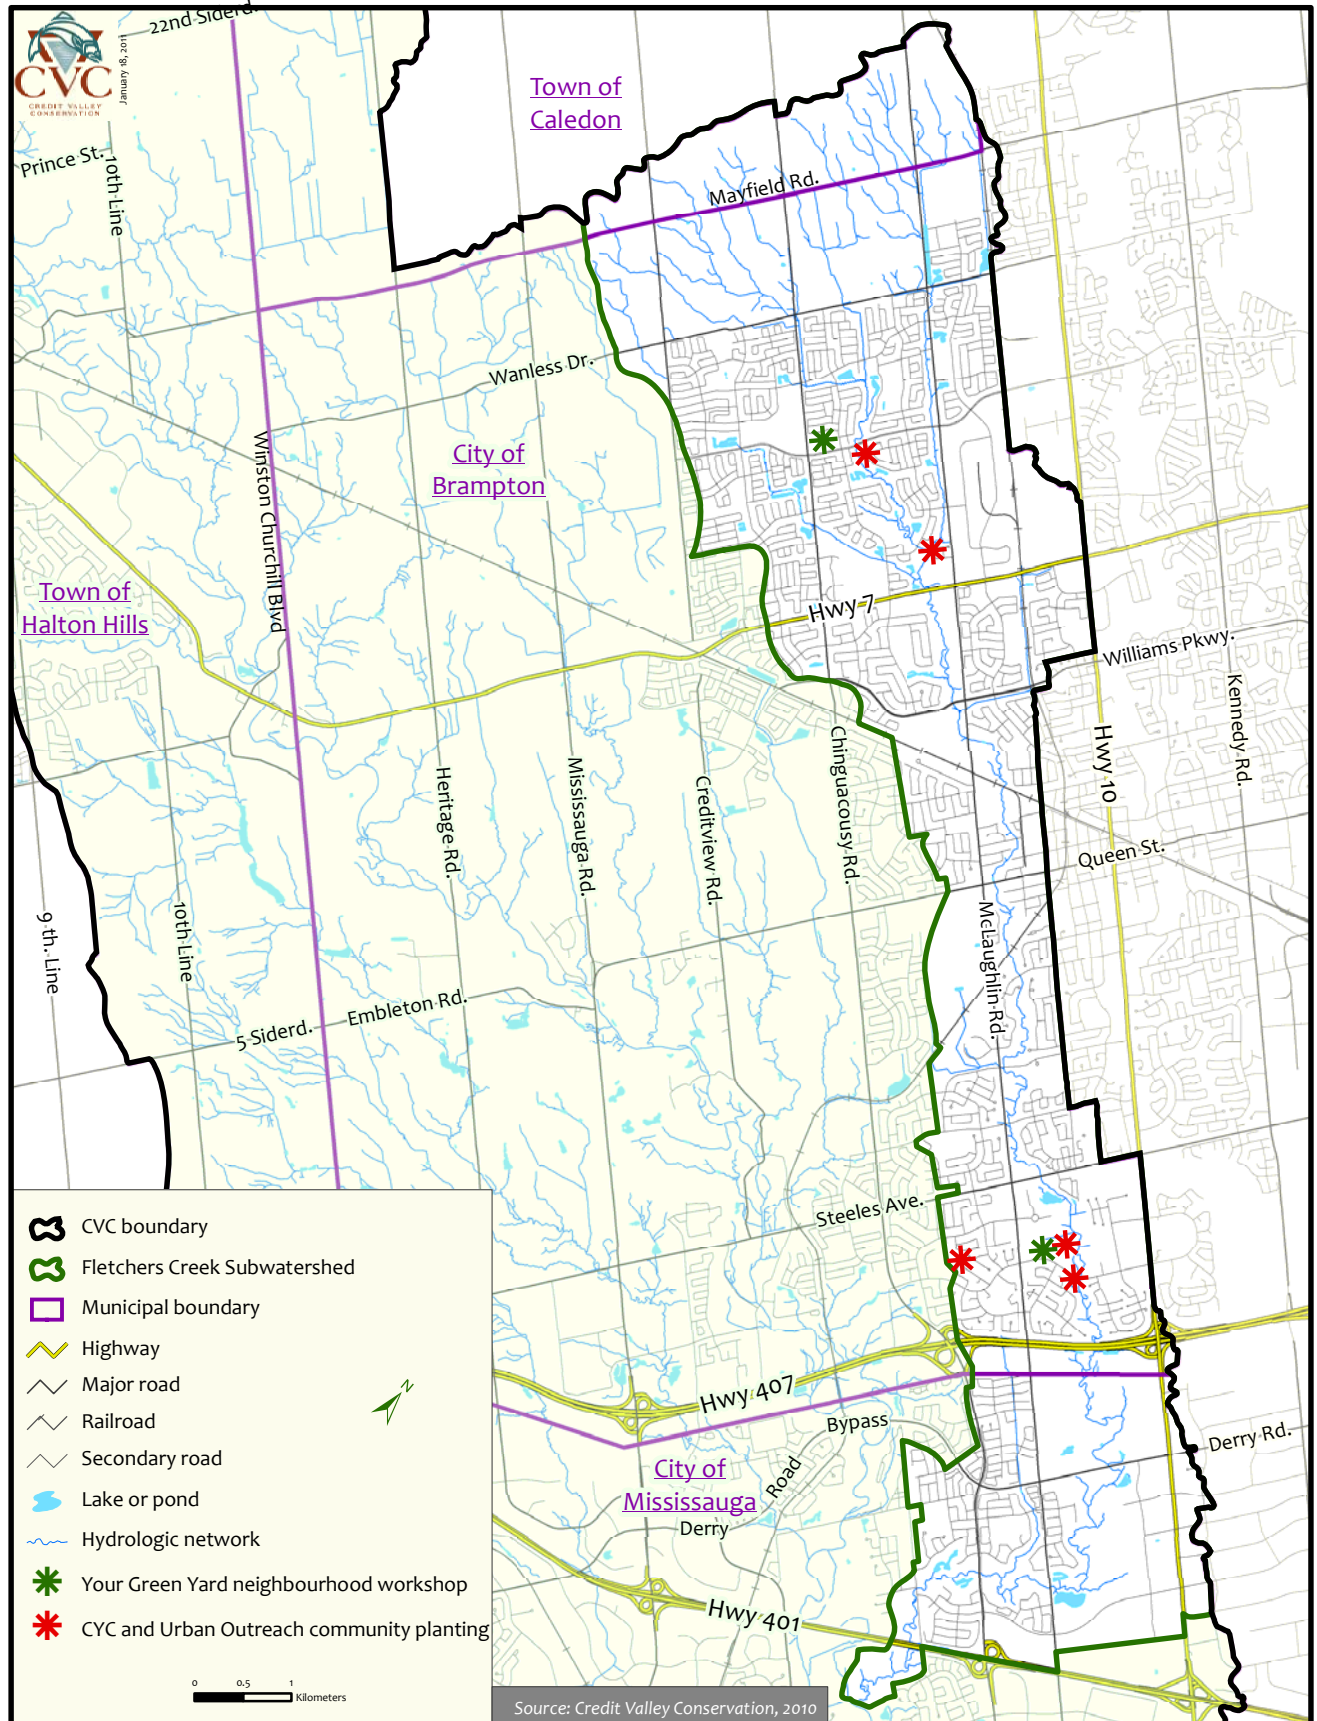 22nd Siderd.
CVC
CREDIT VALLEY
CONSERVATION
January 18, 2011
Town of
Caledon
Prince St.
10th Line
Mayfield Rd.
Wanless Dr.
Winston Churchill Blvd
City of
Brampton
Town of
Halton Hills
Hwy 7
Williams Pkwy.
Kennedy Rd.
Hwy 10
Heritage Rd.
Mississauga Rd.
Creditview Rd.
Chinguacousy Rd.
Queen St.
McLaughlin Rd.
9 th. Line
10th Line
5 Siderd.
Embleton Rd.
Steeles Ave.
CVC boundary
Fletchers Creek Subwatershed
Municipal boundary
Highway
Major road
Railroad
Secondary road
Lake or pond
Hydrologic network
Your Green Yard neighbourhood workshop
CYC and Urban Outreach community planting
N
0 0.5 1
Kilometers
Hwy 407
Bypass
Derry Rd.
City of
Mississauga
Road
Derry
Hwy 401
Source: Credit Valley Conservation, 2010